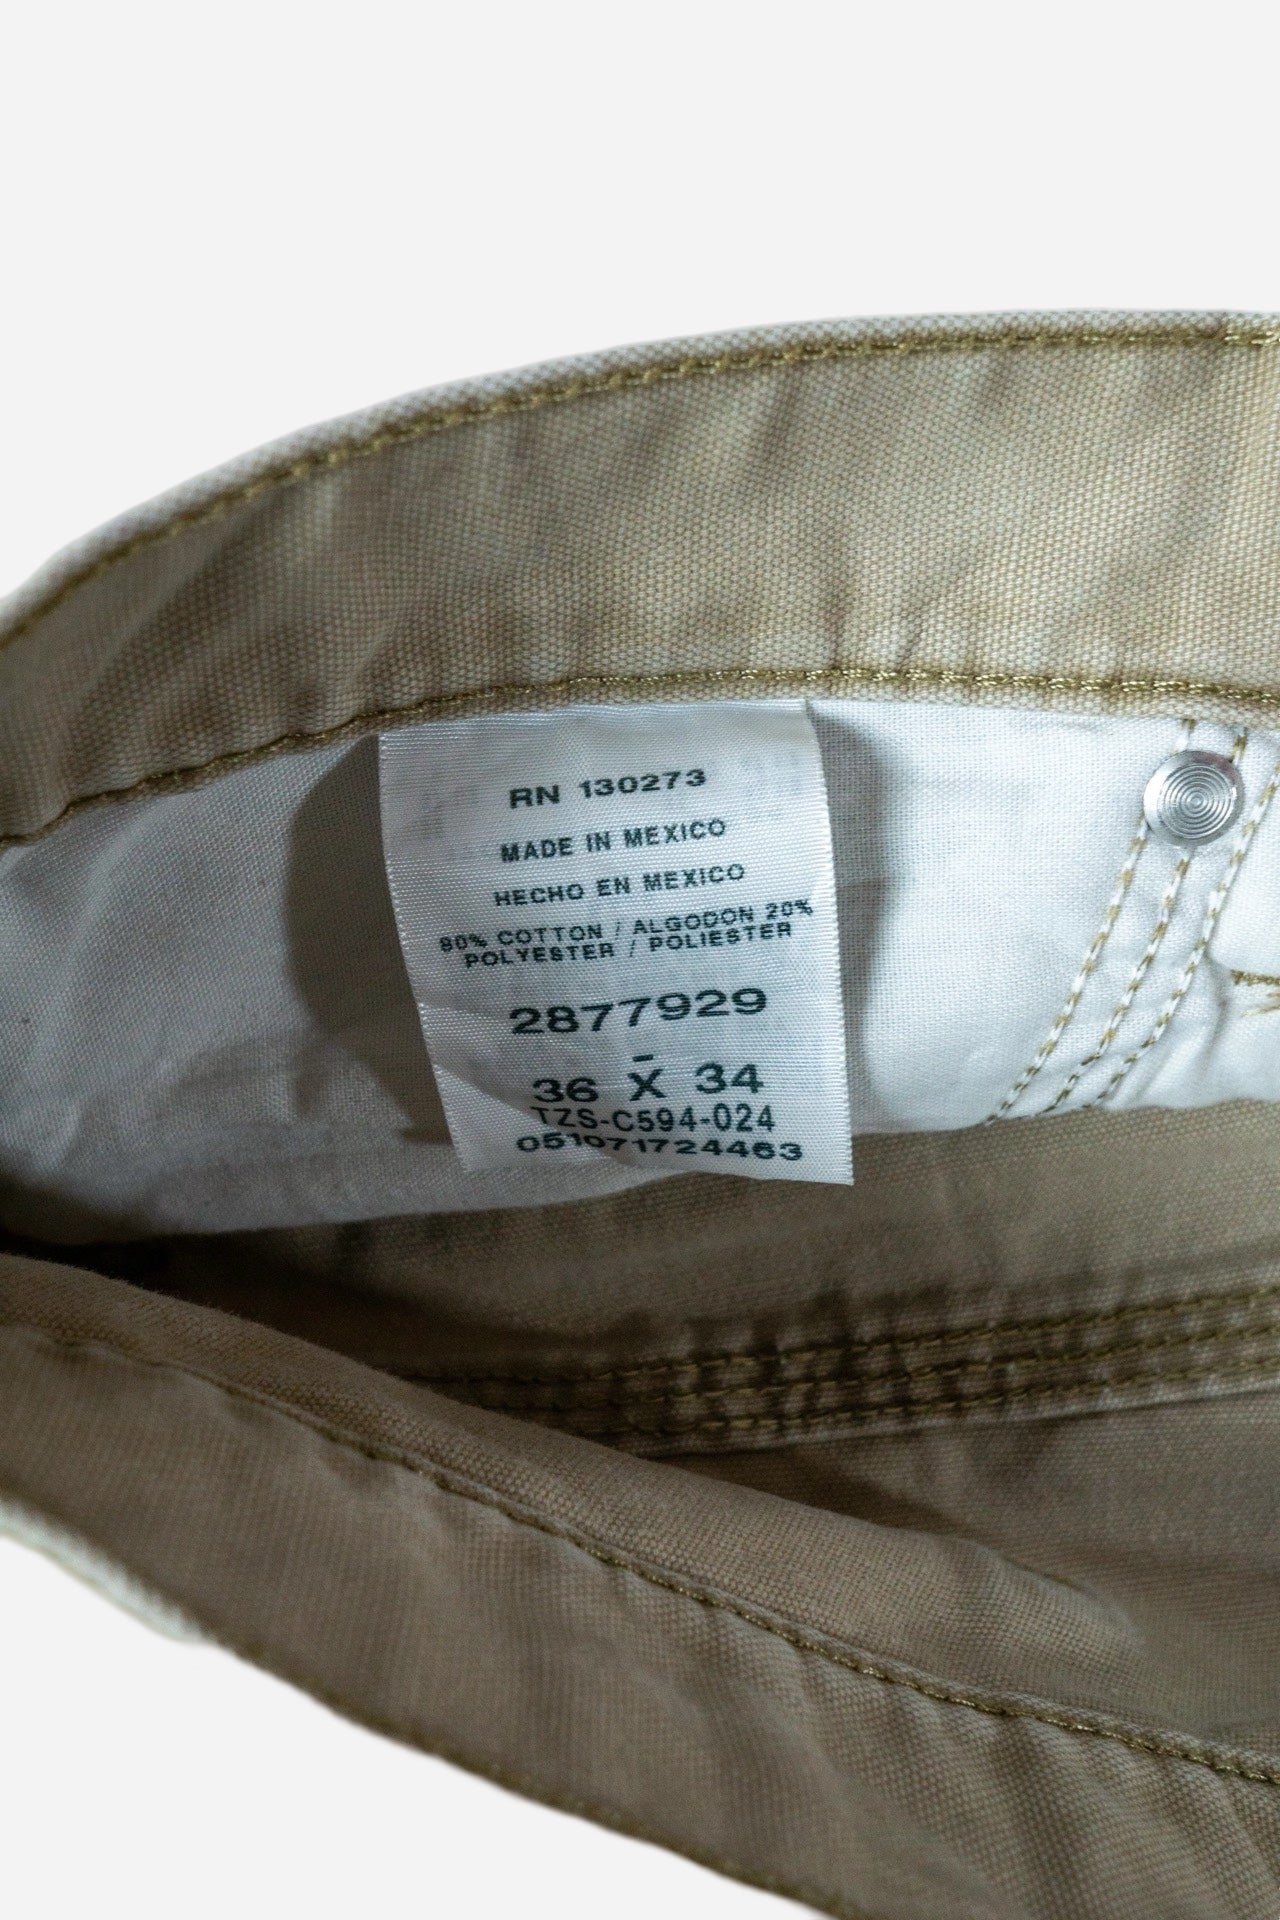 RN 130273
MADE IN MEXICO
HECHO EN MEXICO
80% COTTON / ALGODON 20%
POLYESTER / POLIESTER
2877929
-
36 X 34
TZS-C594-024
051071724463